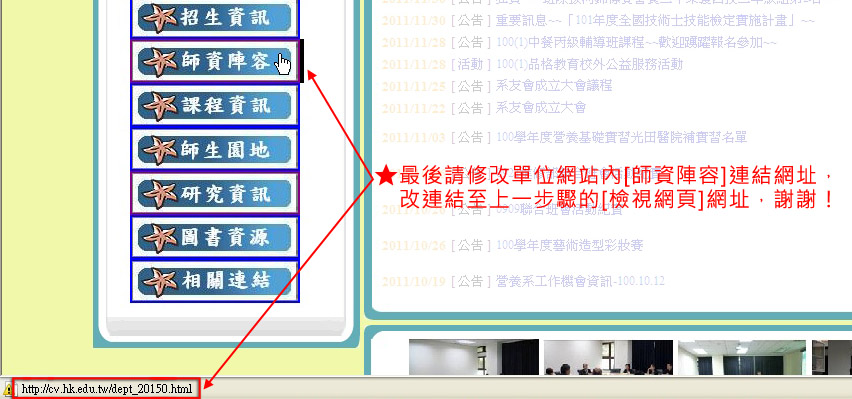 招生資訊
師資陣容
課程資訊
師生園地
研究資訊
圖書資源
相關連結
2011/11/30 [ 公告 ] 重要訊息~~「101年度全國技術士技能檢定實施計畫」~~
2011/11/28 [ 公告 ] 100(1)中餐丙級輔導班課程~~歡迎踴躍報名參加~~
2011/11/28 [ 活動 ] 100(1)品格教育校外公益服務活動
2011/11/25 [ 公告 ] 系友會成立大會議程
2011/11/22 [ 公告 ] 系友會成立大會
2011/11/03 [ 公告 ] 100學年度營養基礎實習光田醫院補實習名單
★最後請修改單位網站內[師資陣容]連結網址，
改連結至上一步驟的[檢視網頁]網址，謝謝！
2011/10/26 [ 公告 ] 100學年度藝術造型彩妝賽
2011/10/19 [ 公告 ] 營養系工作機會資訊-100.10.12
http://cv.hk.edu.tw/dept_20150.html